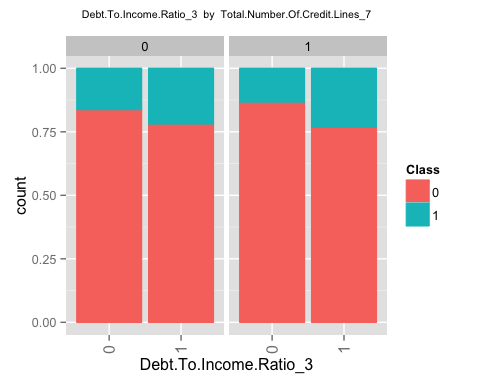 Debt.To.Income.Ratio_3 by Total.Number.Of.Credit.Lines_7
0 1
1.00
0.75
0.50
0.25
0.00
count
0 1 0 1
Debt.To.Income.Ratio_3
Class
0
1